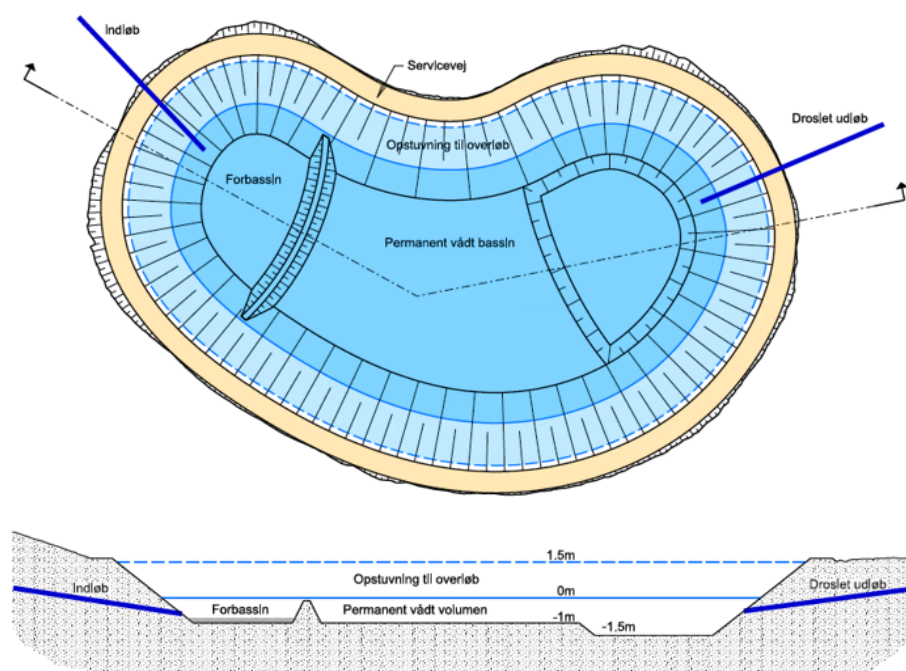 Indløb
Servicevej
Droslet udløb
Opstuvning til overløb
Forbassin
Permanent vådt bassin
1.5m
Opstuvning til overløb
Indløb
0m
Droslet udløb
Forbassin
Permanent vådt volumen
-1m
-1.5m